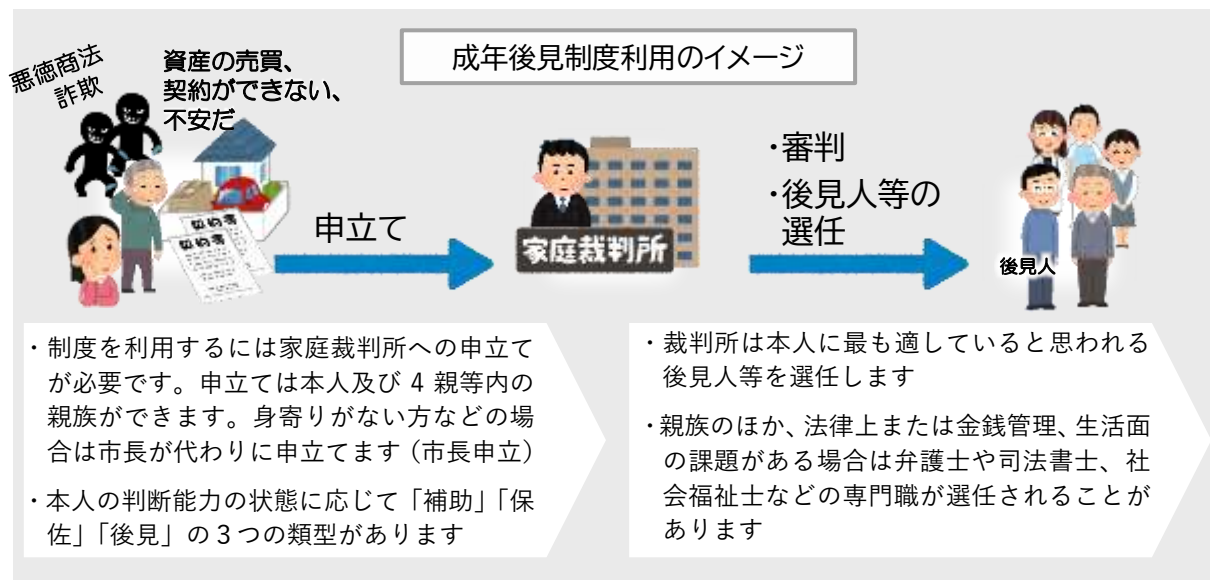 成年後見制度利用のイメージ
悪徳商法
詐欺
資産の売買、
契約ができない、
不安だ
契約書
契約書
申立て
家庭裁判所
・審判
・後見人等の
選任
後見人
・制度を利用するには家庭裁判所への申立て
が必要です。申立ては本人及び 4 親等内の
親族ができます。身寄りがない方などの場
合は市長が代わりに申立てます（市長申立）
・本人の判断能力の状態に応じて「補助」「保
佐」「後見」の３つの類型があります
・裁判所は本人に最も適していると思われる
後見人等を選任します
・親族のほか、法律上または金銭管理、生活面
の課題がある場合は弁護士や司法書士、社
会福祉士などの専門職が選任されることが
あります